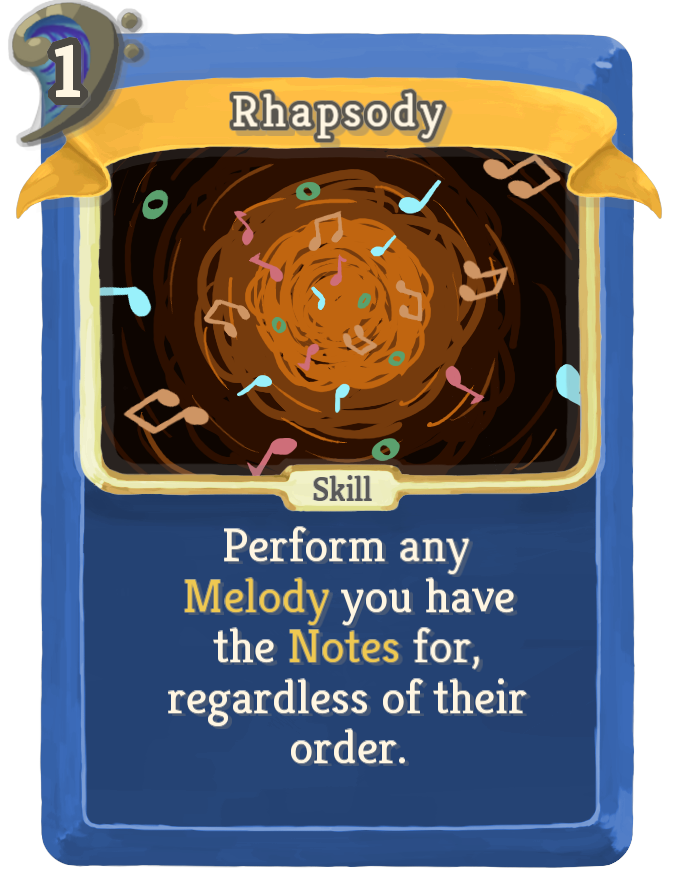 1
Rhapsody
Skill
Perform any
Melody you have
the Notes for,
regardless of their
order.